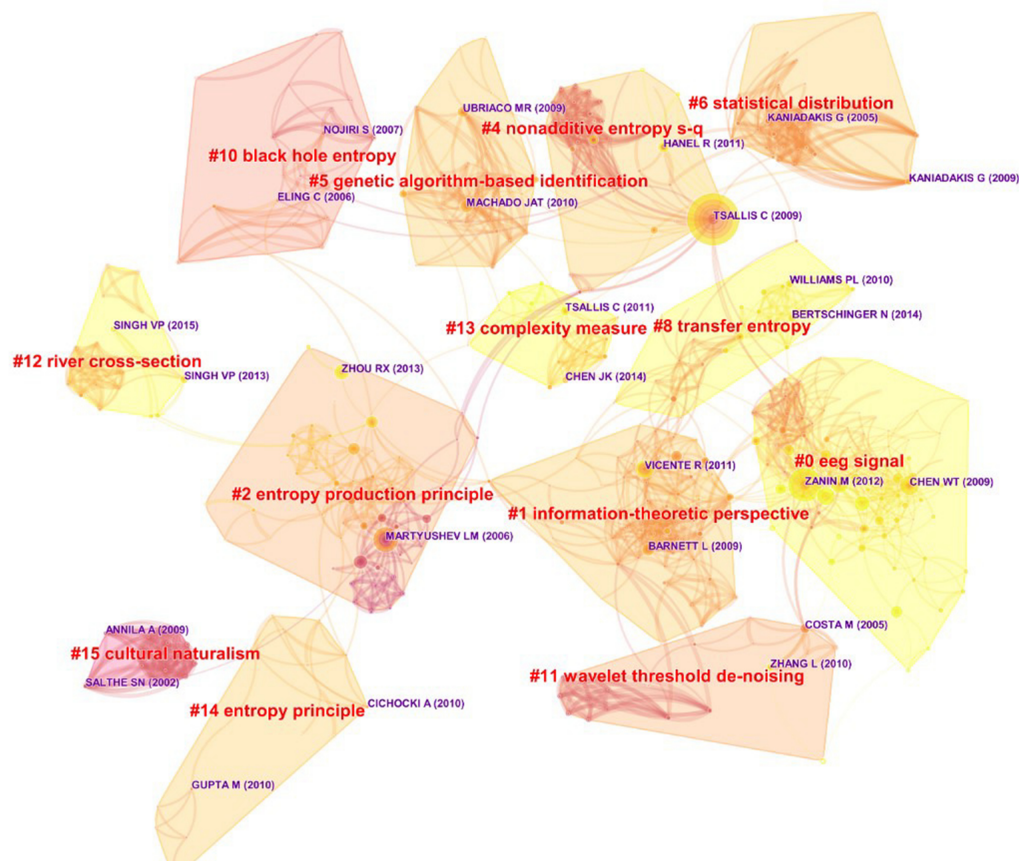 #6 statistical distribution
UBRIACO MR (2009)
KANIADAKIS G (2005)
NOJIRI S (2007)
#4 nonadditive entropy s-q
HANEL R (2011)
#10 black hole entropy
#5 genetic algorithm-based identification
KANIADAKIS G (2009)
ELING C (2006)
MACHADO JAT (2010)
TSALLIS C (2009)
WILLIAMS PL (2010)
TSALLIS C (2011)
BERTSCHINGER N (2014)
SINGH VP (2015)
#13 complexity measure
#8 transfer entropy
#12 river cross-section
ZHOU RX (2013)
SINGH VP (2013)
CHEN JK (2014)
#0 eeg signal
VICENTE R (2011)
ZANIN M (2012)
CHEN WT (2009)
#2 entropy production principle
#1 information-theoretic perspective
MARTYUSHEV LM (2006)
BARNETT L (2009)
COSTA M (2005)
ANNILA A (2009)
#15 cultural naturalism
ZHANG L (2010)
#11 wavelet threshold de-noising
SALTHE SN (2002)
CICHOCKI A (2010)
#14 entropy principle
GUPTA M (2010)